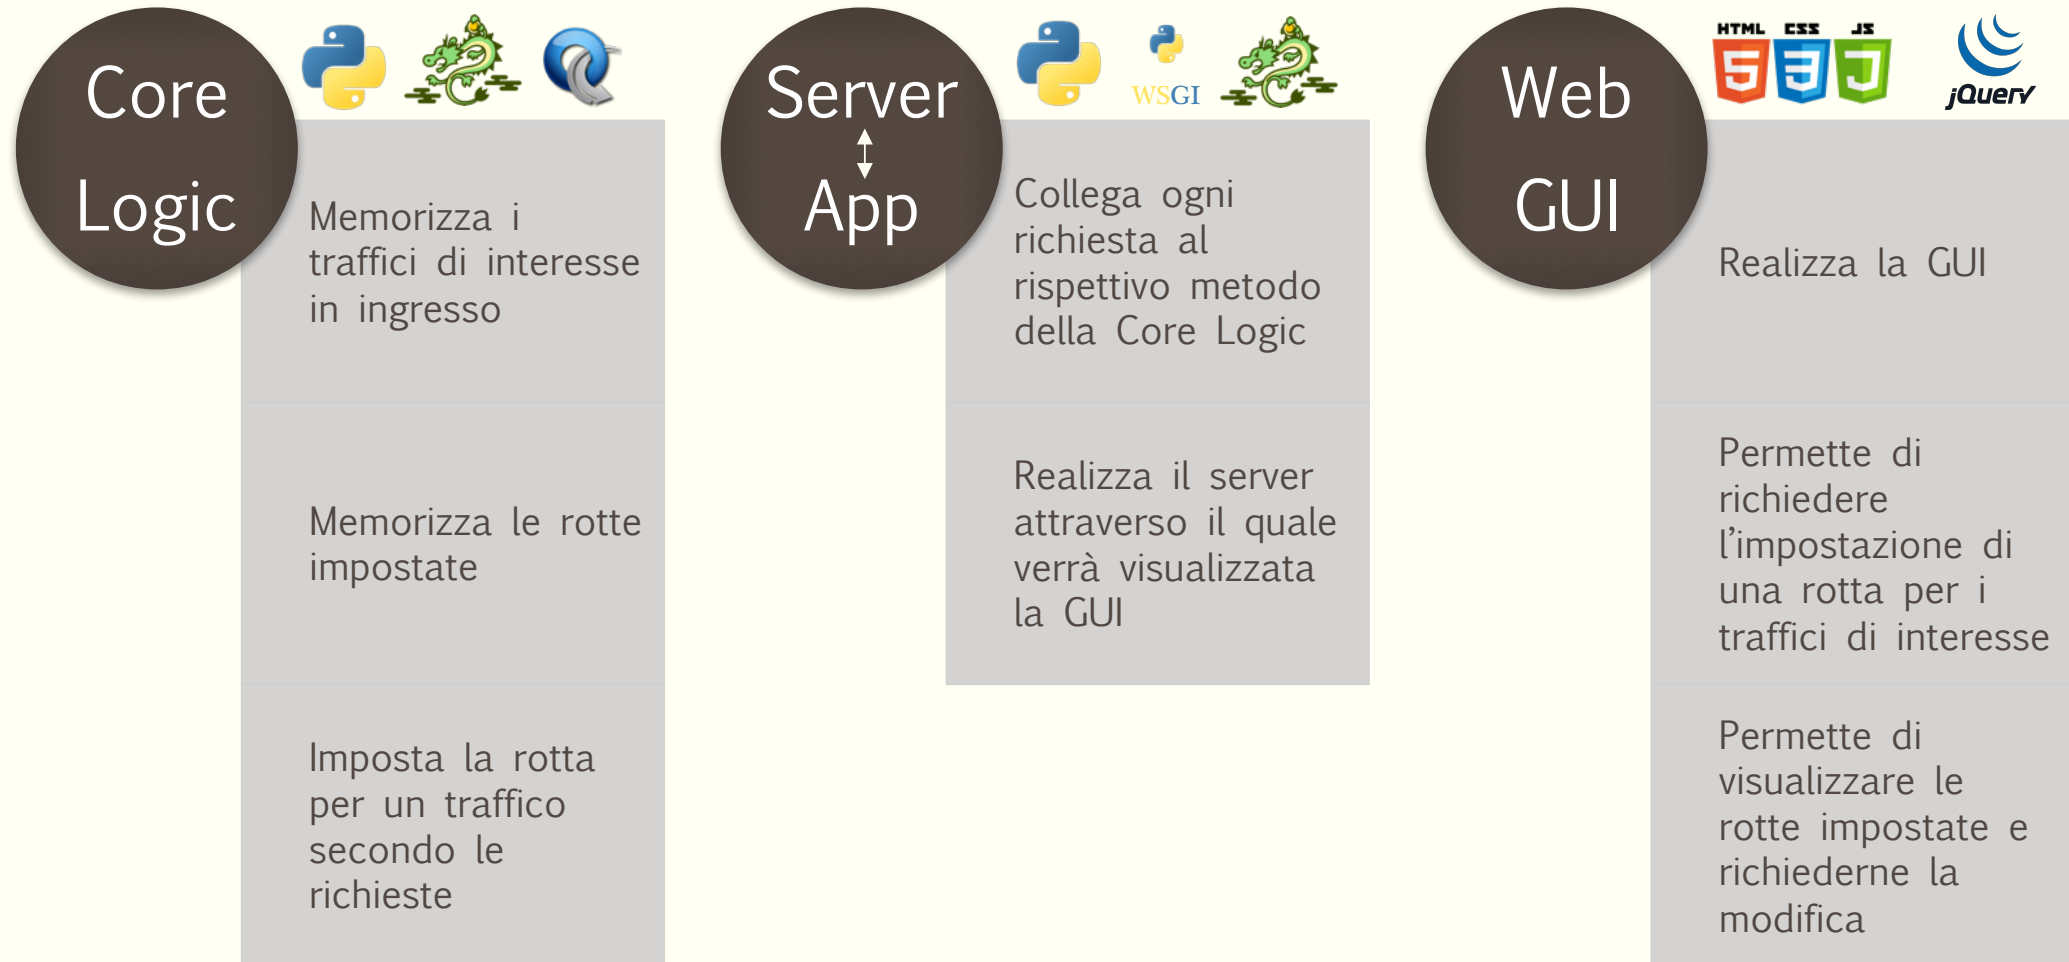 Core
Logic
Memorizza i
traffici di interesse
in ingresso
Memorizza le rotte
impostate
Imposta la rotta
per un traffico
secondo le
richieste
Server
App
WSGI
Collega ogni
richiesta al
rispettivo metodo
della Core Logic
Realizza il server
attraverso il quale
verrà visualizzata
la GUI
Web
GUI
HTML CSS JS
5 3
jQuery
Realizza la GUI
Permette di
richiedere
l’impostazione di
una rotta per i
traffici di interesse
Permette di
visualizzare le
rotte impostate e
richiederne la
modifica